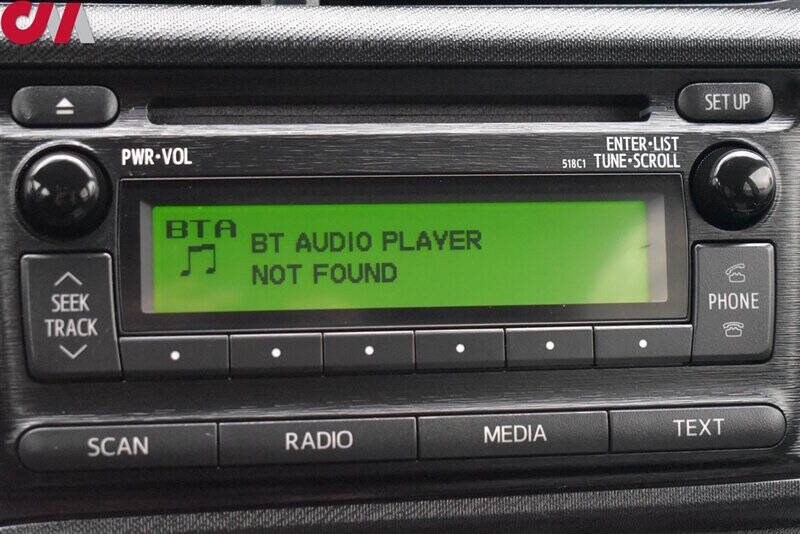 SET UP
PWR•VOL
ENTER•LIST
518C1 TUNE•SCROLL
BTA
BT AUDIO PLAYER
NOT FOUND
SEEK
TRACK
PHONE
SCAN
RADIO
MEDIA
TEXT